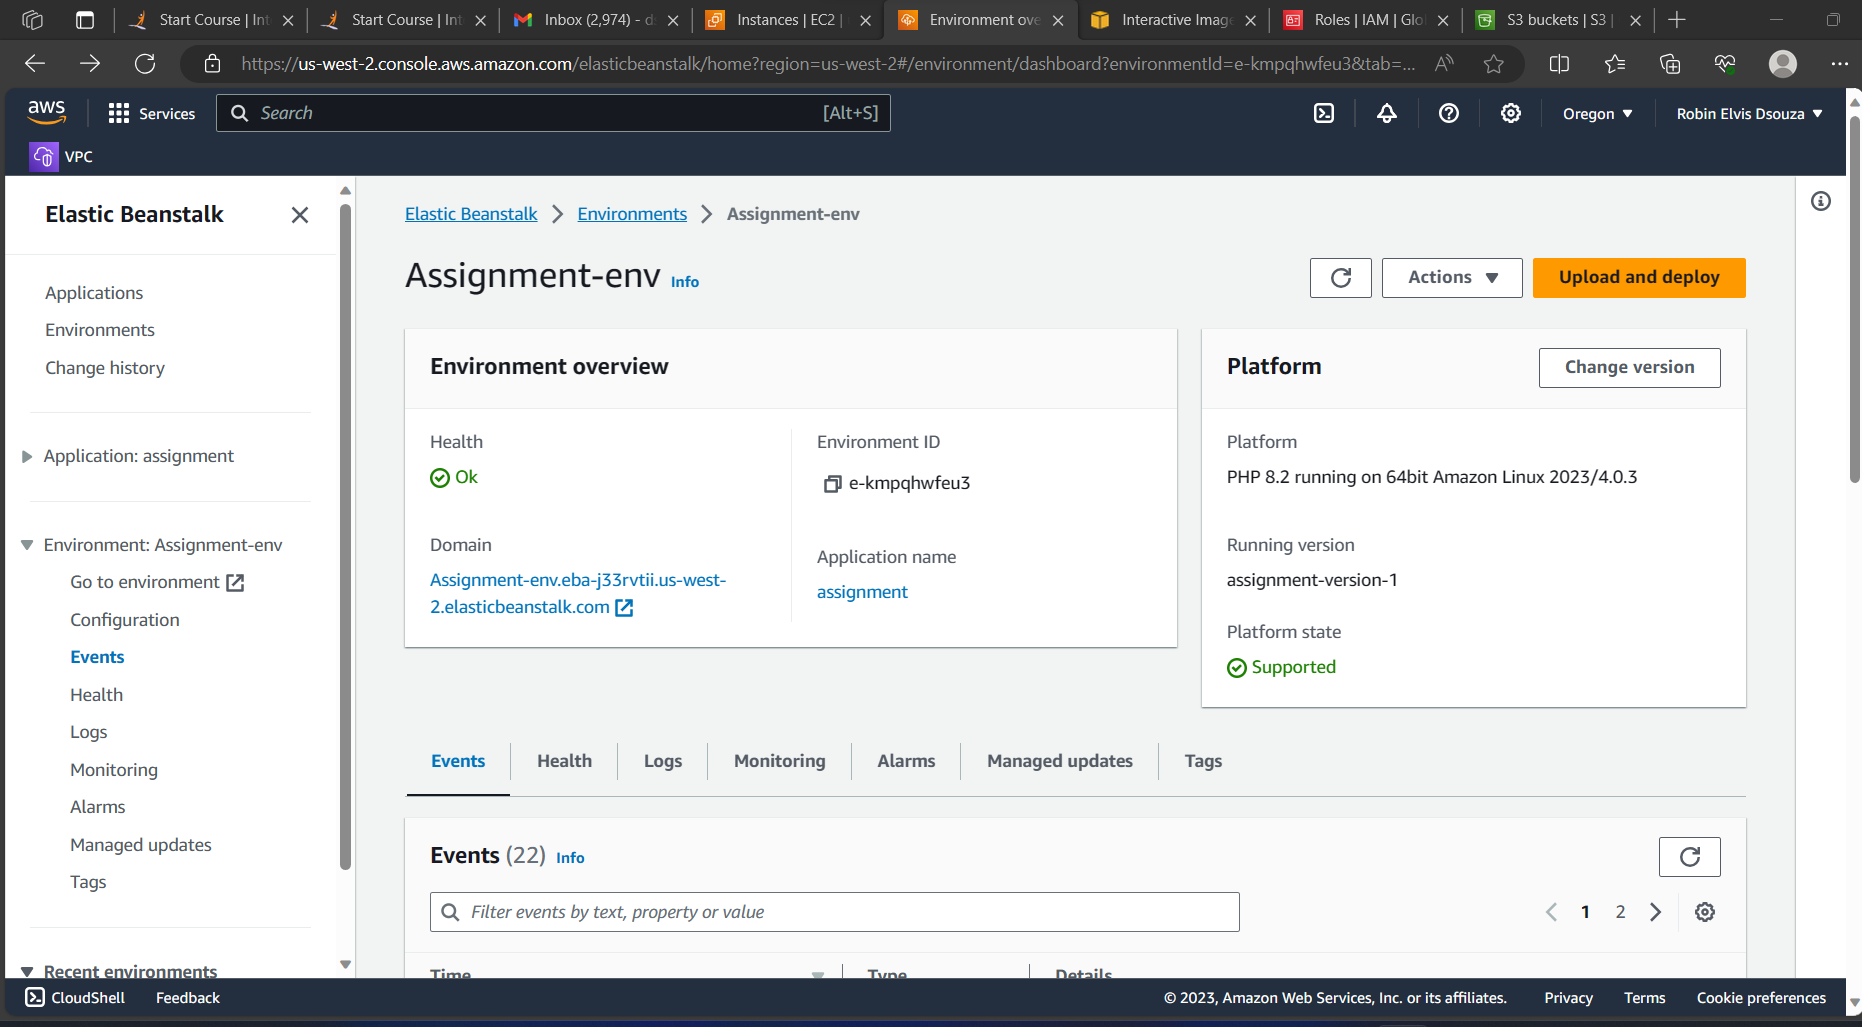 Start Course | Int
Start Course | Int
Inbox (2,974) - d
Instances | EC2 |
Environment ove
Interactive Image
Roles | IAM | Glo
S3 buckets | S3 |
https://us-west-2.console.aws.amazon.com/elasticbeanstalk/home?region=us-west-2#/environment/dashboard?environmentId=e-kmpqhwfeu3&tab=...
aws
Services
Search
[Alt+S]
Oregon
Robin Elvis Dsouza
VPC
Elastic Beanstalk
Applications
Environments
Change history
Application: assignment
Environment: Assignment-env
Go to environment
Configuration
Events
Health
Logs
Monitoring
Alarms
Managed updates
Tags
Recent environments
Elastic Beanstalk
Environments
Assignment-env
Assignment-env Info
Actions
Upload and deploy
Environment overview
Health
Ok
Domain
Assignment-env.eba-j33rvtii.us-west-
2.elasticbeanstalk.com
Environment ID
e-kmpqhwfeu3
Application name
assignment
Platform
Change version
Platform
PHP 8.2 running on 64bit Amazon Linux 2023/4.0.3
Running version
assignment-version-1
Platform state
Supported
Events
Health
Logs
Monitoring
Alarms
Managed updates
Tags
Events (22) Info
Filter events by text, property or value
1 2
Time
Type
Details
CloudShell
Feedback
© 2023, Amazon Web Services, Inc. or its affiliates.
Privacy
Terms
Cookie preferences